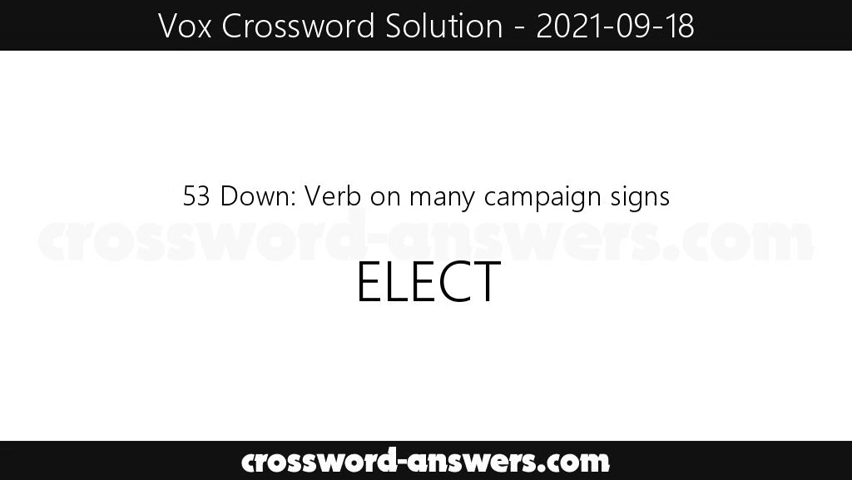 Vox Crossword Solution - 2021-09-18
53 Down: Verb on many campaign signs
crossword-answers.com
ELECT
crossword-answers.com